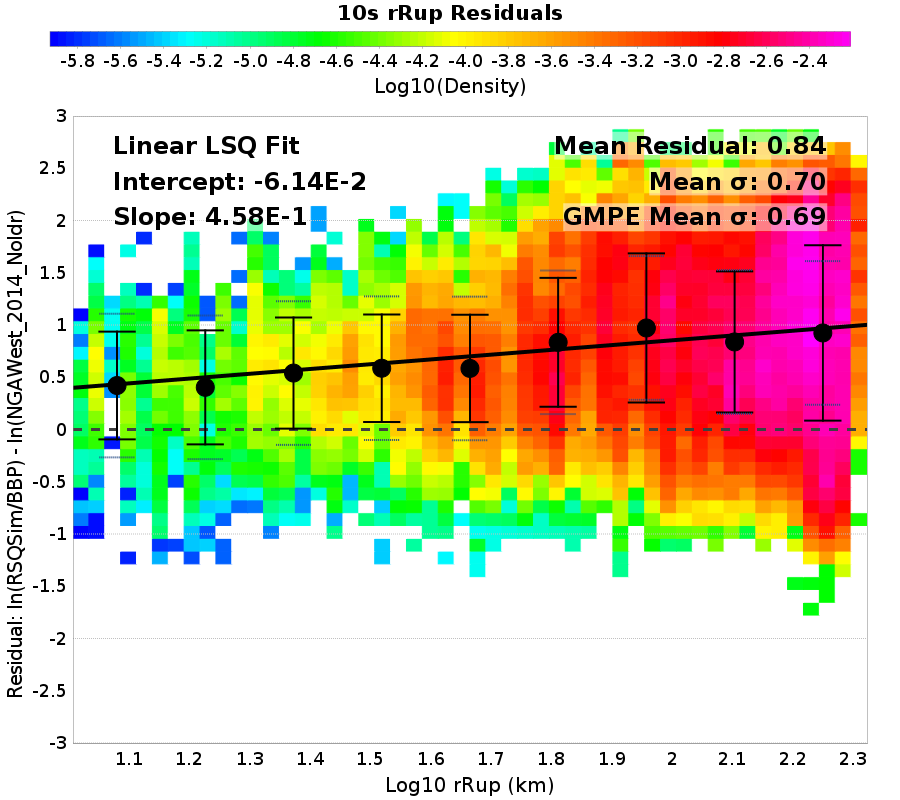 10s rRup Residuals
-5.8 -5.6 -5.4 -5.2 -5.0 -4.8 -4.6 -4.4 -4.2 -4.0 -3.8 -3.6 -3.4 -3.2 -3.0 -2.8 -2.6 -2.4
Log10(Density)
Linear LSQ Fit
Intercept: -6.14E-2
Slope: 4.58E-1
Mean Residual: 0.84
Mean σ: 0.70
GMPE Mean σ: 0.69
Residual: ln(RSQSim/BBP) - ln(NGAWest_2014_NoIdr)
3
2.5
2
1.5
1
0.5
0
-0.5
-1
-1.5
-2
-2.5
-3
1.1 1.2 1.3 1.4 1.5 1.6 1.7 1.8 1.9 2 2.1 2.2 2.3
Log10 rRup (km)